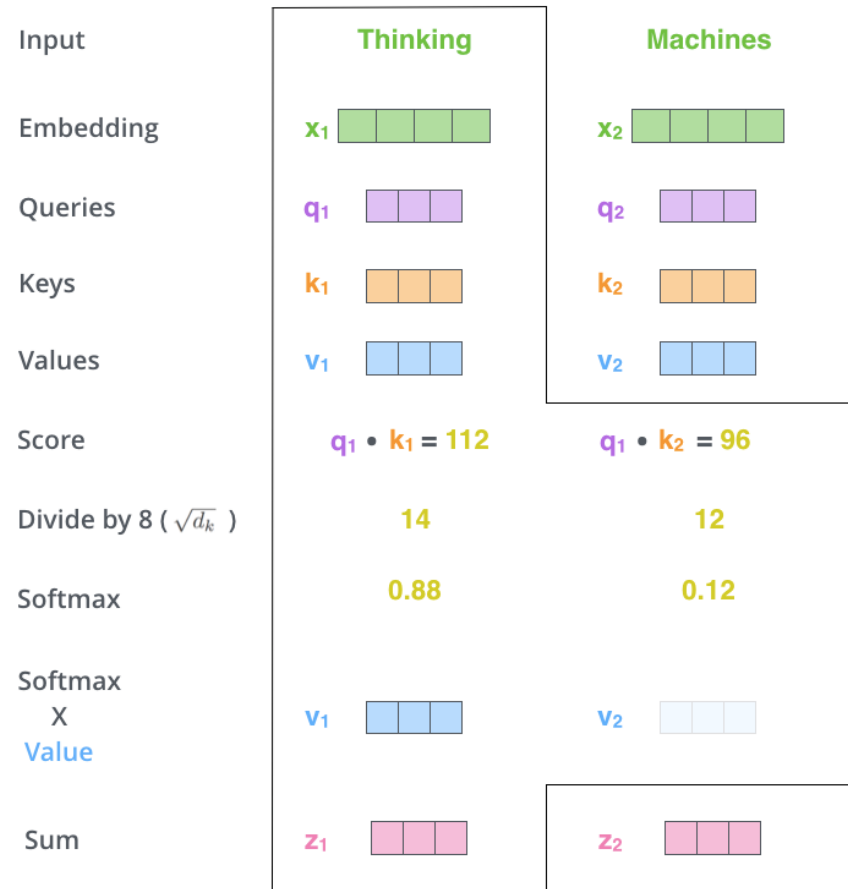 Input Thinking Machines
Embedding x₁ x₂
Queries q₁ q₂
Keys k₁ k₂
Values v₁ v₂
Score q₁ • k₁ = 112 q₁ • k₂ = 96
Divide by 8 ( √dₖ ) 14 12
Softmax 0.88 0.12
Softmax
X v₁ v₂
Value
Sum z₁ z₂